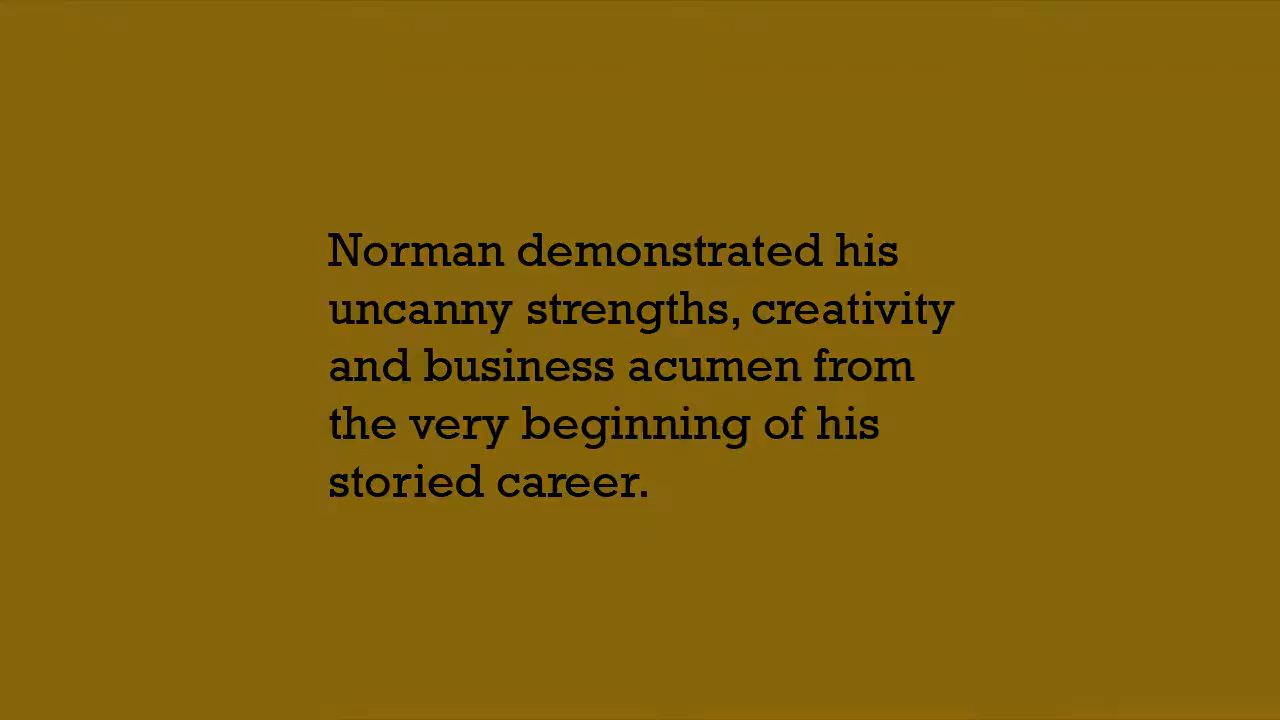 Norman demonstrated his
uncanny strengths, creativity
and business acumen from
the very beginning of his
storied career.